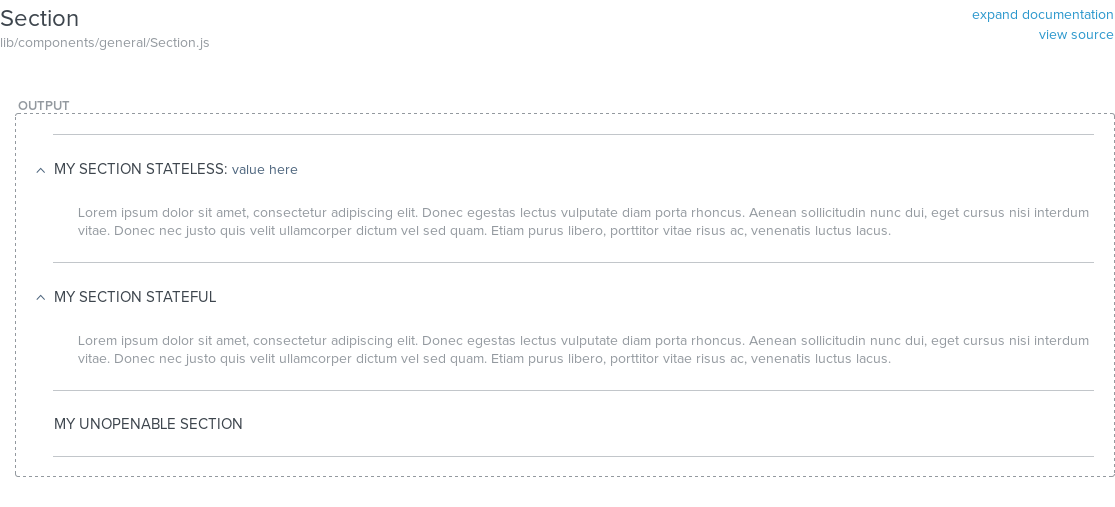 Section
expand documentation
lib/components/general/Section.js
view source
OUTPUT
MY SECTION STATELESS: value here
Lorem ipsum dolor sit amet, consectetur adipiscing elit. Donec egestas lectus vulputate diam porta rhoncus. Aenean sollicitudin nunc dui, eget cursus nisi interdum
vitae. Donec nec justo quis velit ullamcorper dictum vel sed quam. Etiam purus libero, porttitor vitae risus ac, venenatis luctus lacus.
MY SECTION STATEFUL
Lorem ipsum dolor sit amet, consectetur adipiscing elit. Donec egestas lectus vulputate diam porta rhoncus. Aenean sollicitudin nunc dui, eget cursus nisi interdum
vitae. Donec nec justo quis velit ullamcorper dictum vel sed quam. Etiam purus libero, porttitor vitae risus ac, venenatis luctus lacus.
MY UNOPENABLE SECTION